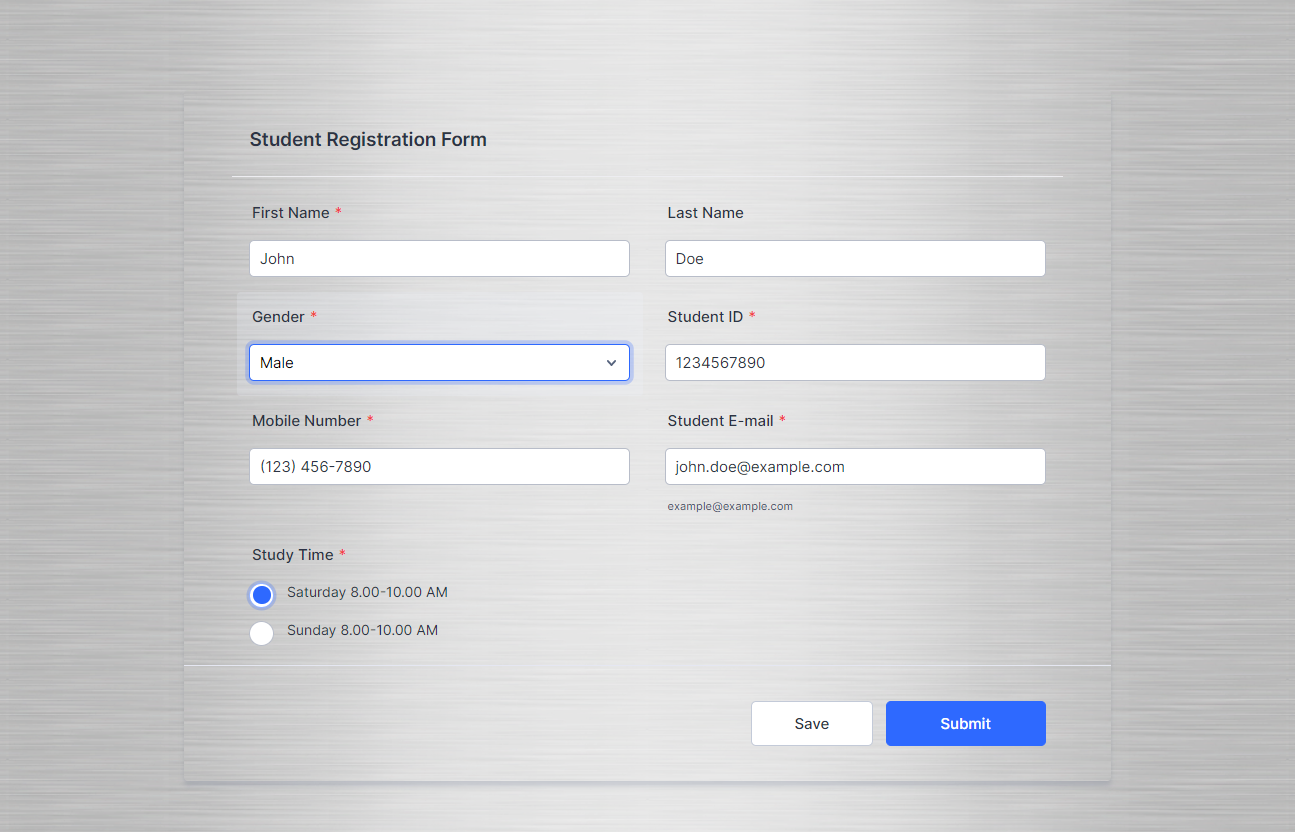 Student Registration Form
First Name *
Last Name
John
Doe
Gender *
Student ID *
Male
1234567890
Mobile Number *
Student E-mail *
(123) 456-7890
john.doe@example.com
example@example.com
Study Time *
Saturday 8.00-10.00 AM
Sunday 8.00-10.00 AM
Save
Submit